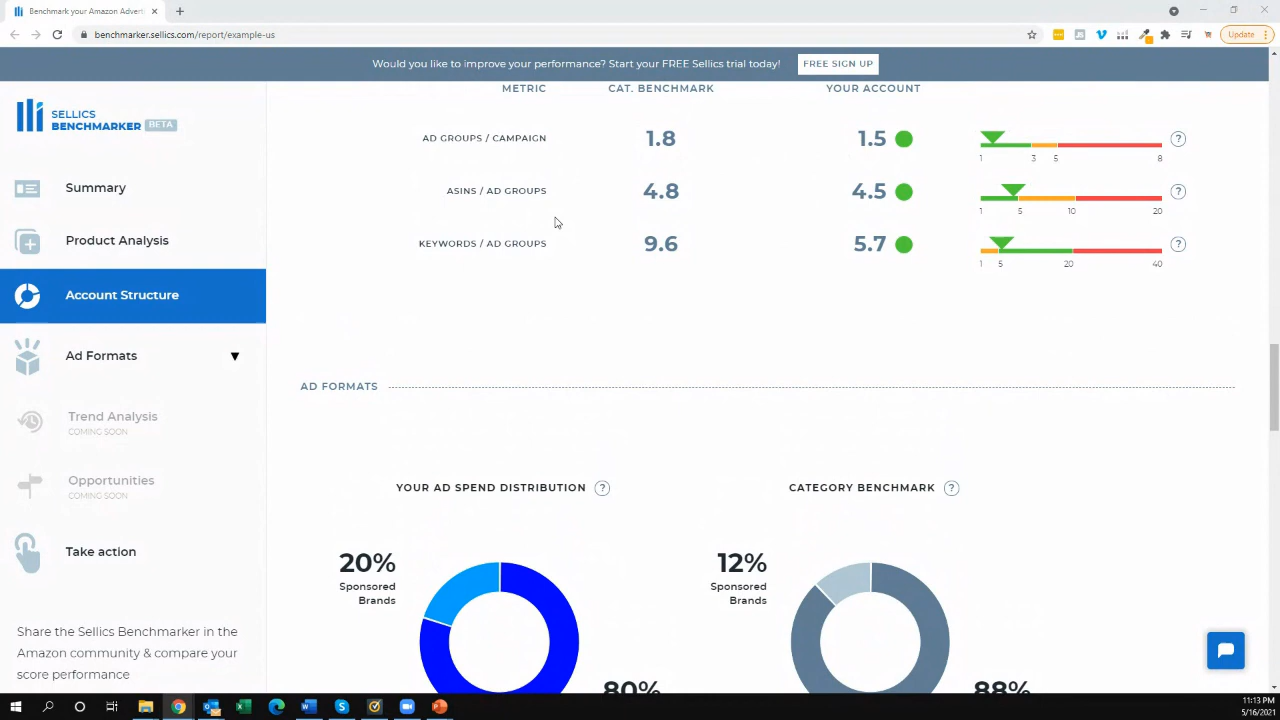 Benchmark your Amazon Adverti
benchmarker.sellics.com/report/example-us
Update
Would you like to improve your performance? Start your FREE Sellics trial today!
FREE SIGN UP
SELLICS
BENCHMARKER BETA
Summary
Product Analysis
Account Structure
Ad Formats
Trend Analysis
COMING SOON
Opportunities
COMING SOON
Take action
Share the Sellics Benchmarker in the
Amazon community & compare your
score performance
METRIC CAT. BENCHMARK YOUR ACCOUNT
AD GROUPS / CAMPAIGN 1.8 1.5 ?
1 3 5 8
ASINS / AD GROUPS 4.8 4.5 ?
1 5 10 20
KEYWORDS / AD GROUPS 9.6 5.7 ?
1 5 20 40
AD FORMATS
YOUR AD SPEND DISTRIBUTION ?
CATEGORY BENCHMARK ?
20%
Sponsored
Brands
80%
12%
Sponsored
Brands
88%
11:13 PM
5/16/2021